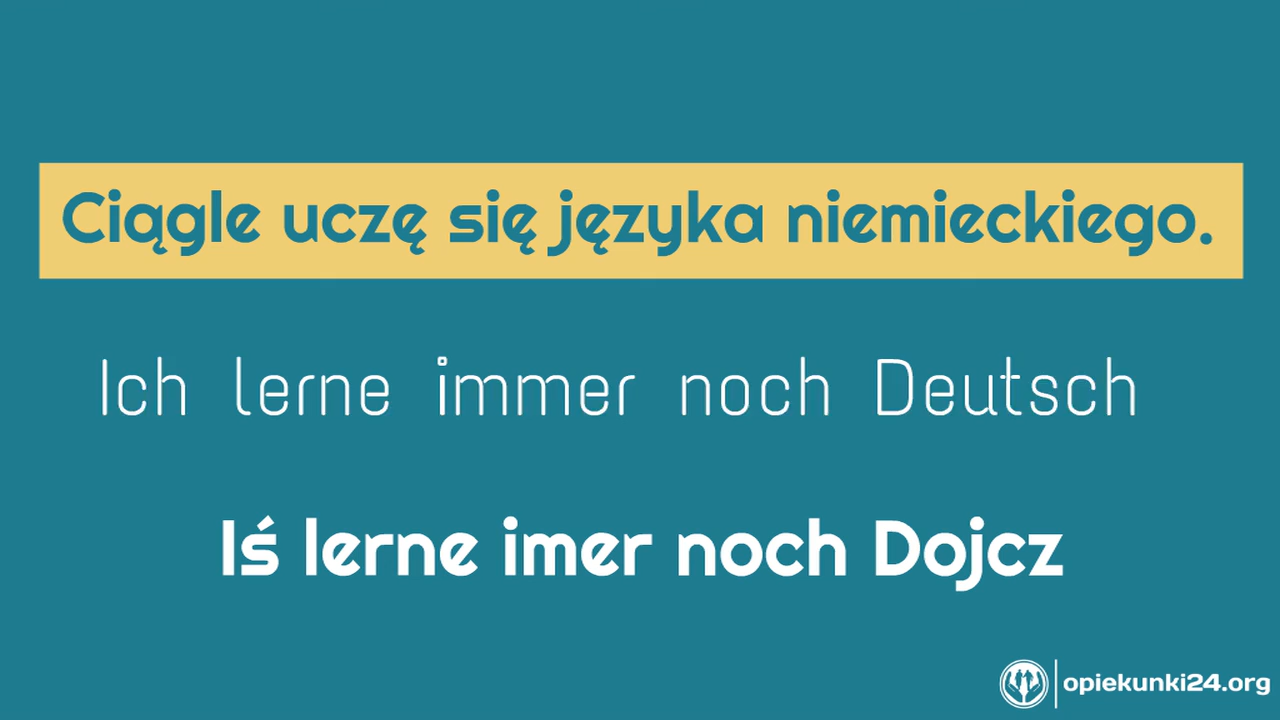 Ciągle uczę się języka niemieckiego.
Ich lerne immer noch Deutsch
Iś lerne imer noch Dojcz
opiekunki24.org